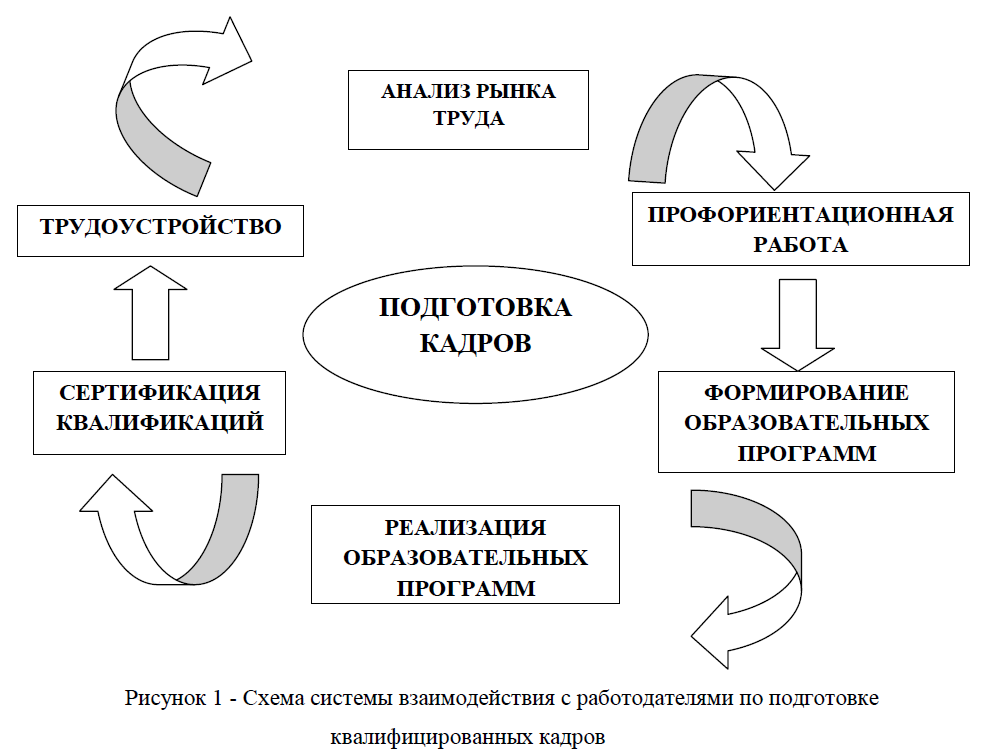 АНАЛИЗ РЫНКА
ТРУДА
ТРУДОУСТРОЙСТВО
ПРОФОРИЕНТАЦИОННАЯ
РАБОТА
ПОДГОТОВКА
КАДРОВ
СЕРТИФИКАЦИЯ
КВАЛИФИКАЦИЙ
ФОРМИРОВАНИЕ
ОБРАЗОВАТЕЛЬНЫХ
ПРОГРАММ
РЕАЛИЗАЦИЯ
ОБРАЗОВАТЕЛЬНЫХ
ПРОГРАММ
Рисунок 1 - Схема системы взаимодействия с работодателями по подготовке
квалифицированных кадров